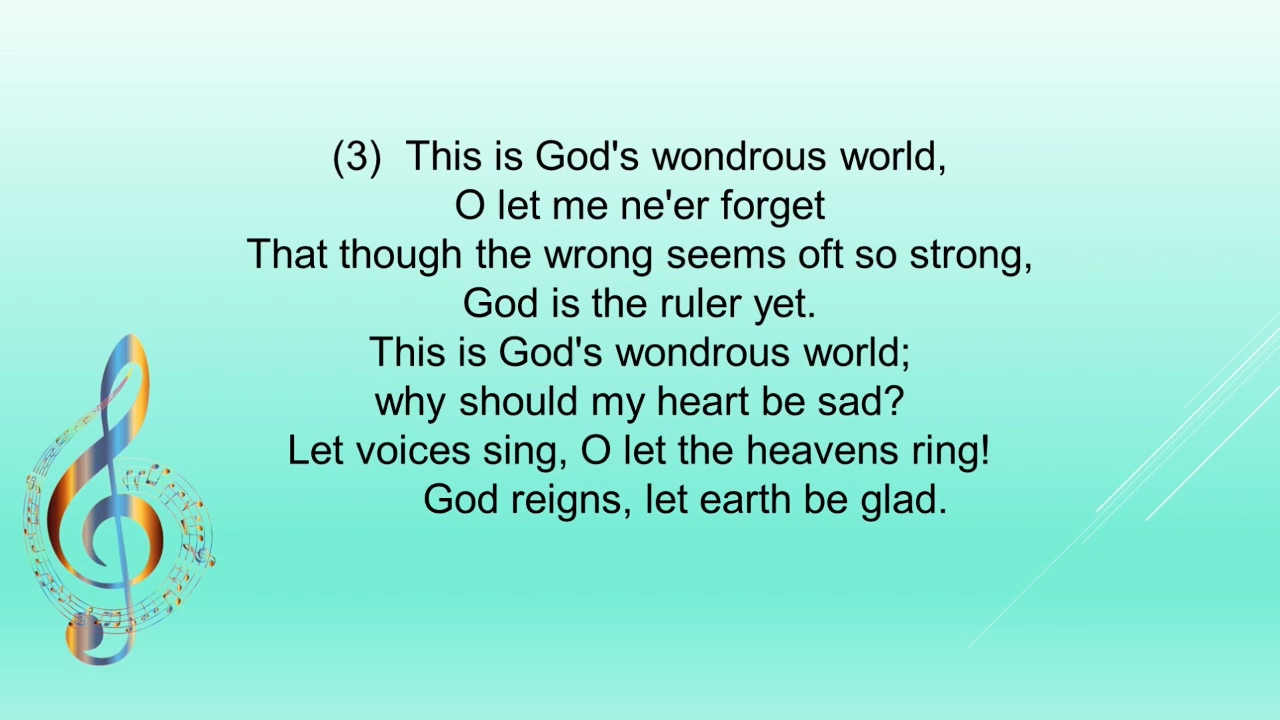 (3) This is God's wondrous world,
O let me ne'er forget
That though the wrong seems oft so strong,
God is the ruler yet.
This is God's wondrous world;
why should my heart be sad?
Let voices sing, O let the heavens ring!
God reigns, let earth be glad.